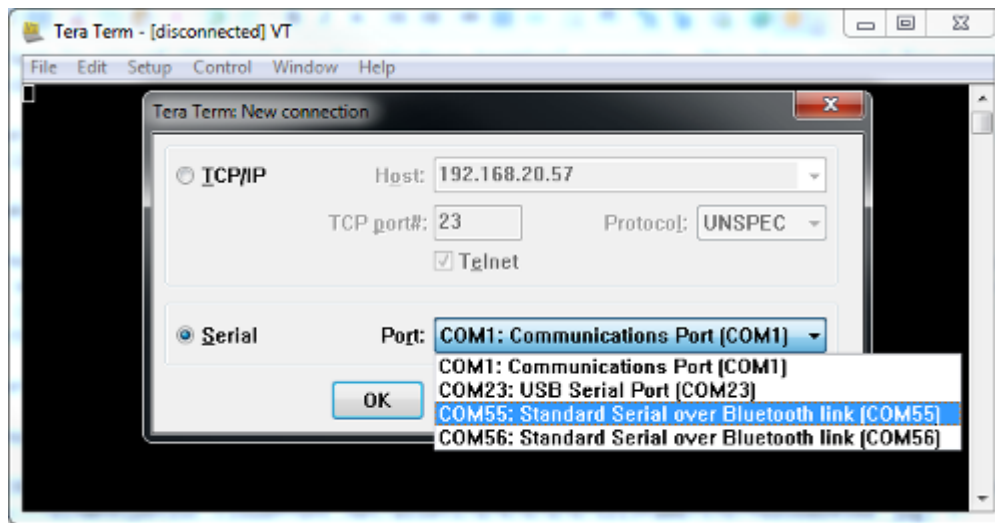 Tera Term - [disconnected] VT
File Edit Setup Control Window Help
Tera Term: New connection
TCP/IP Host: 192.168.20.57
TCP port#: 23 Protocol: UNSPEC
Telnet
Serial Port: COM1: Communications Port (COM1)
COM1: Communications Port (COM1)
OK COM23: USB Serial Port (COM23)
COM55: Standard Serial over Bluetooth link (COM55)
COM56: Standard Serial over Bluetooth link (COM56)